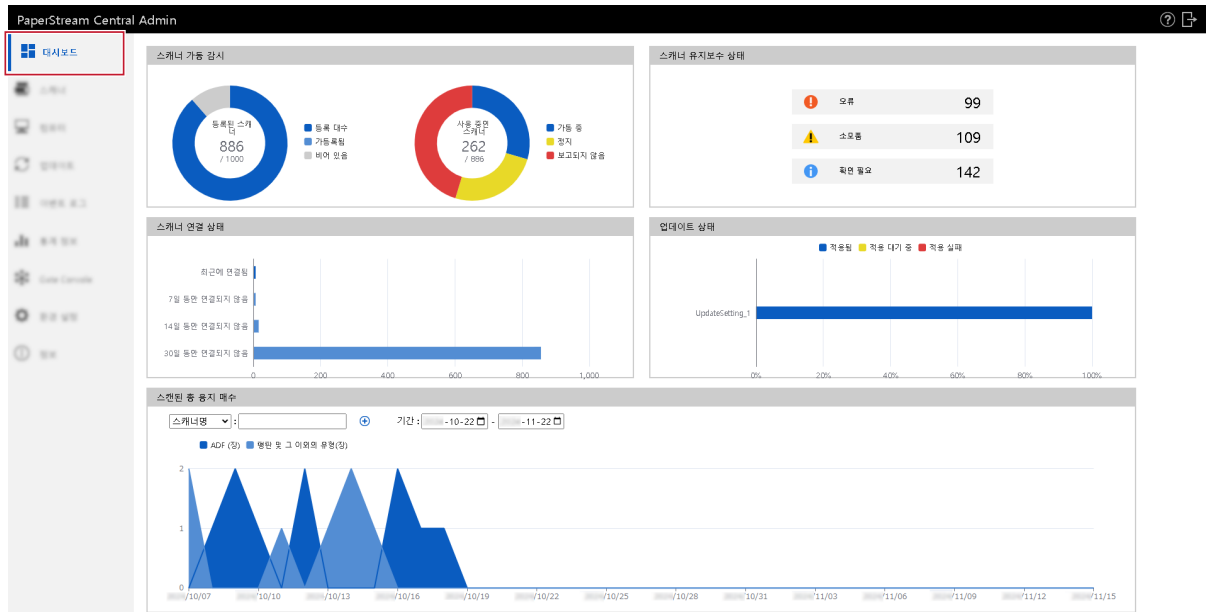 PaperStream Central Admin
대시보드
스캐너 가동 감시
등록된 스캐
너
886
/ 1000
등록 대수
가등록됨
비어 있음
사용 중인
스캐너
262
/ 886
가동 중
정지
보고되지 않음
스캐너 유지보수 상태
오류 99
소모품 109
확인 필요 142
스캐너 연결 상태
최근에 연결됨
7일 동안 연결되지 않음
14일 동안 연결되지 않음
30일 동안 연결되지 않음
0 200 400 600 800 1,000
업데이트 상태
적용됨 적용 대기 중 적용 실패
UpdateSetting_1
0% 20% 40% 60% 80% 100%
스캔된 총 용지 매수
스캐너명 : 기간 : -10-22 - -11-22
ADF (장) 평판 및 그 이외의 유형(장)
2
1
0
/10/07 /10/10 /10/13 /10/16 /10/19 /10/22 /10/25 /10/28 /10/31 /11/03 /11/06 /11/09 /11/12 /11/15